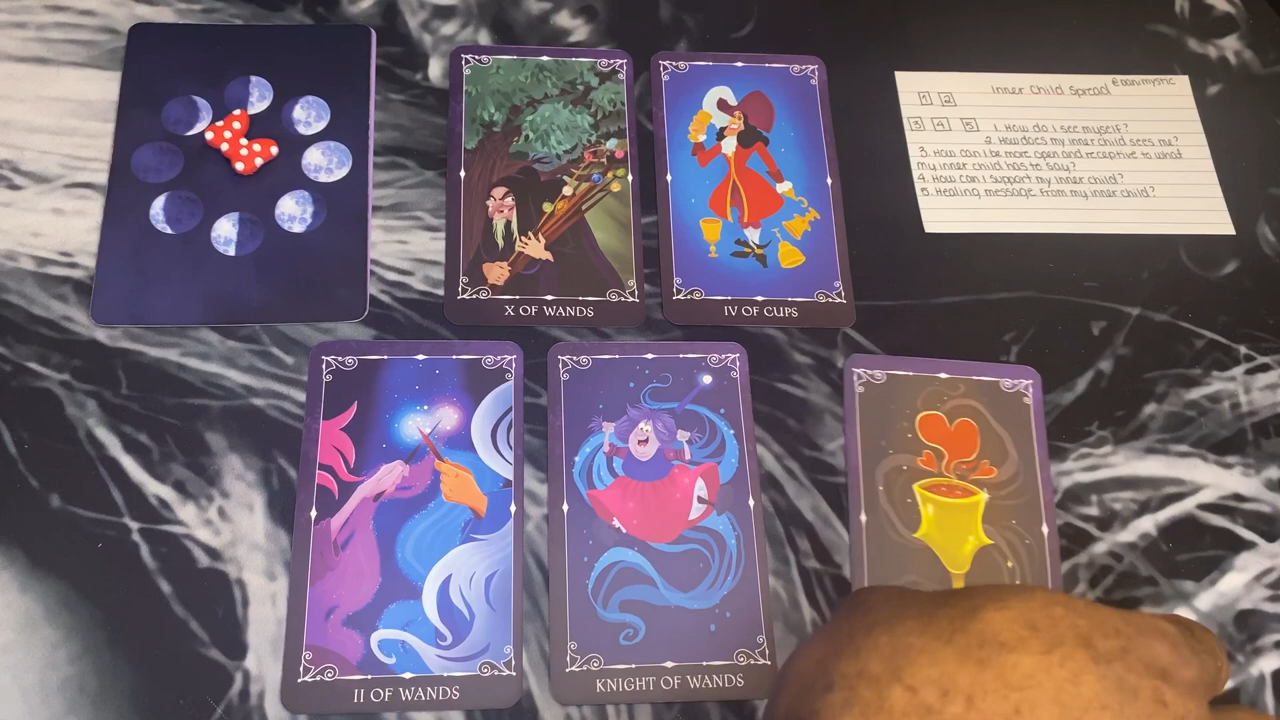 X OF WANDS
IV OF CUPS
Inner Child Spread @danimystic
1 2
3 4 5 1. How do I see myself?
2. How does my inner child see me?
3. How can I be more open and receptive to what
my inner child has to say?
4. How can I support my inner child?
5. Healing message from my inner child?
II OF WANDS
KNIGHT OF WANDS